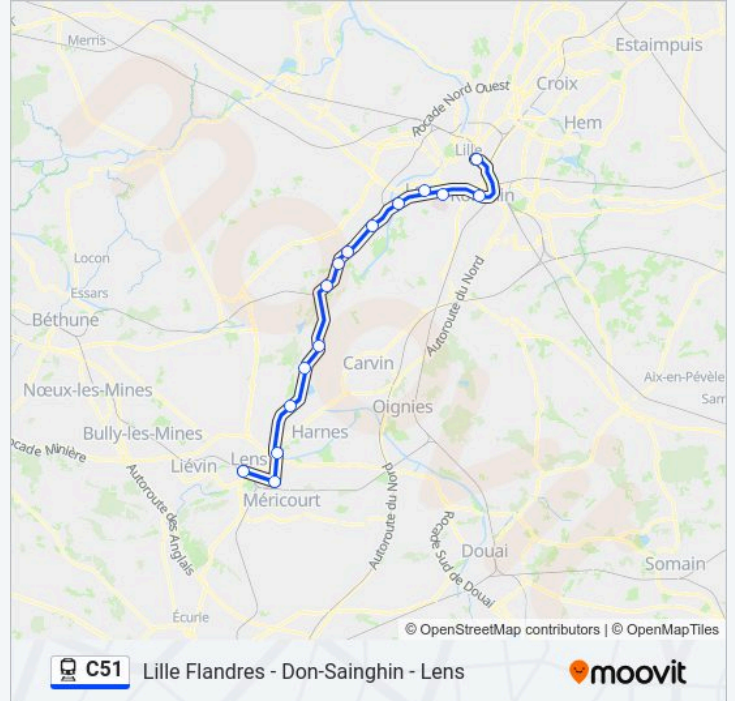 Merris
Estaimpuis
Croix
Rocade Nord Ouest
Hem
Lille
Locon
Essars
Béthune
Autoroute du Nord
Carvin
Aix-en-Pévèle
Nœux-les-Mines
Oignies
Sam
Bully-les-Mines
Harnes
ocade Minière
Liévin
Lens
Autoroute des Anglais
Méricourt
Autoroute du Nord
Rocade Sud de Douai
Douai
Somain
Écurie
© OpenStreetMap contributors | © OpenMapTiles
C51 Lille Flandres - Don-Sainghin - Lens moovit